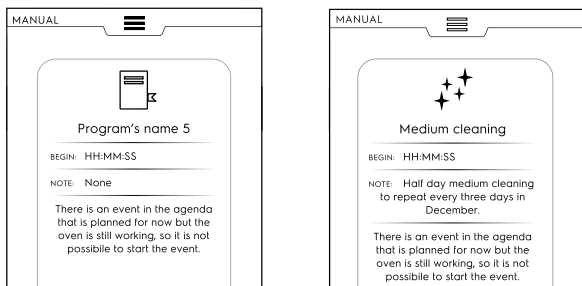 MANUAL
Program's name 5
BEGIN: HH:MM:SS
NOTE: None
There is an event in the agenda
that is planned for now but the
oven is still working, so it is not
possibile to start the event.
MANUAL
Medium cleaning
BEGIN: HH:MM:SS
NOTE: Half day medium cleaning
to repeat every three days in
December.
There is an event in the agenda
that is planned for now but the
oven is still working, so it is not
possibile to start the event.